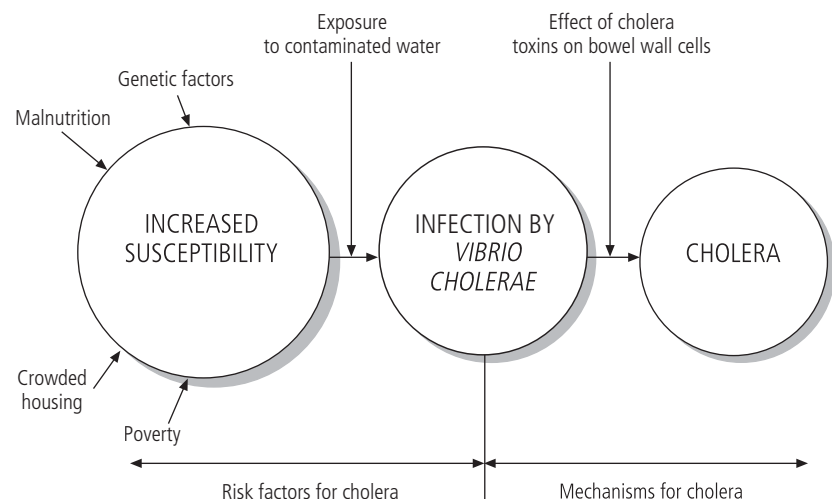 Exposure
to contaminated water
Effect of cholera
toxins on bowel wall cells
Genetic factors
Malnutrition
INCREASED
SUSCEPTIBILITY
INFECTION BY
VIBRIO
CHOLERAE
CHOLERA
Crowded
housing
Poverty
Risk factors for cholera
Mechanisms for cholera